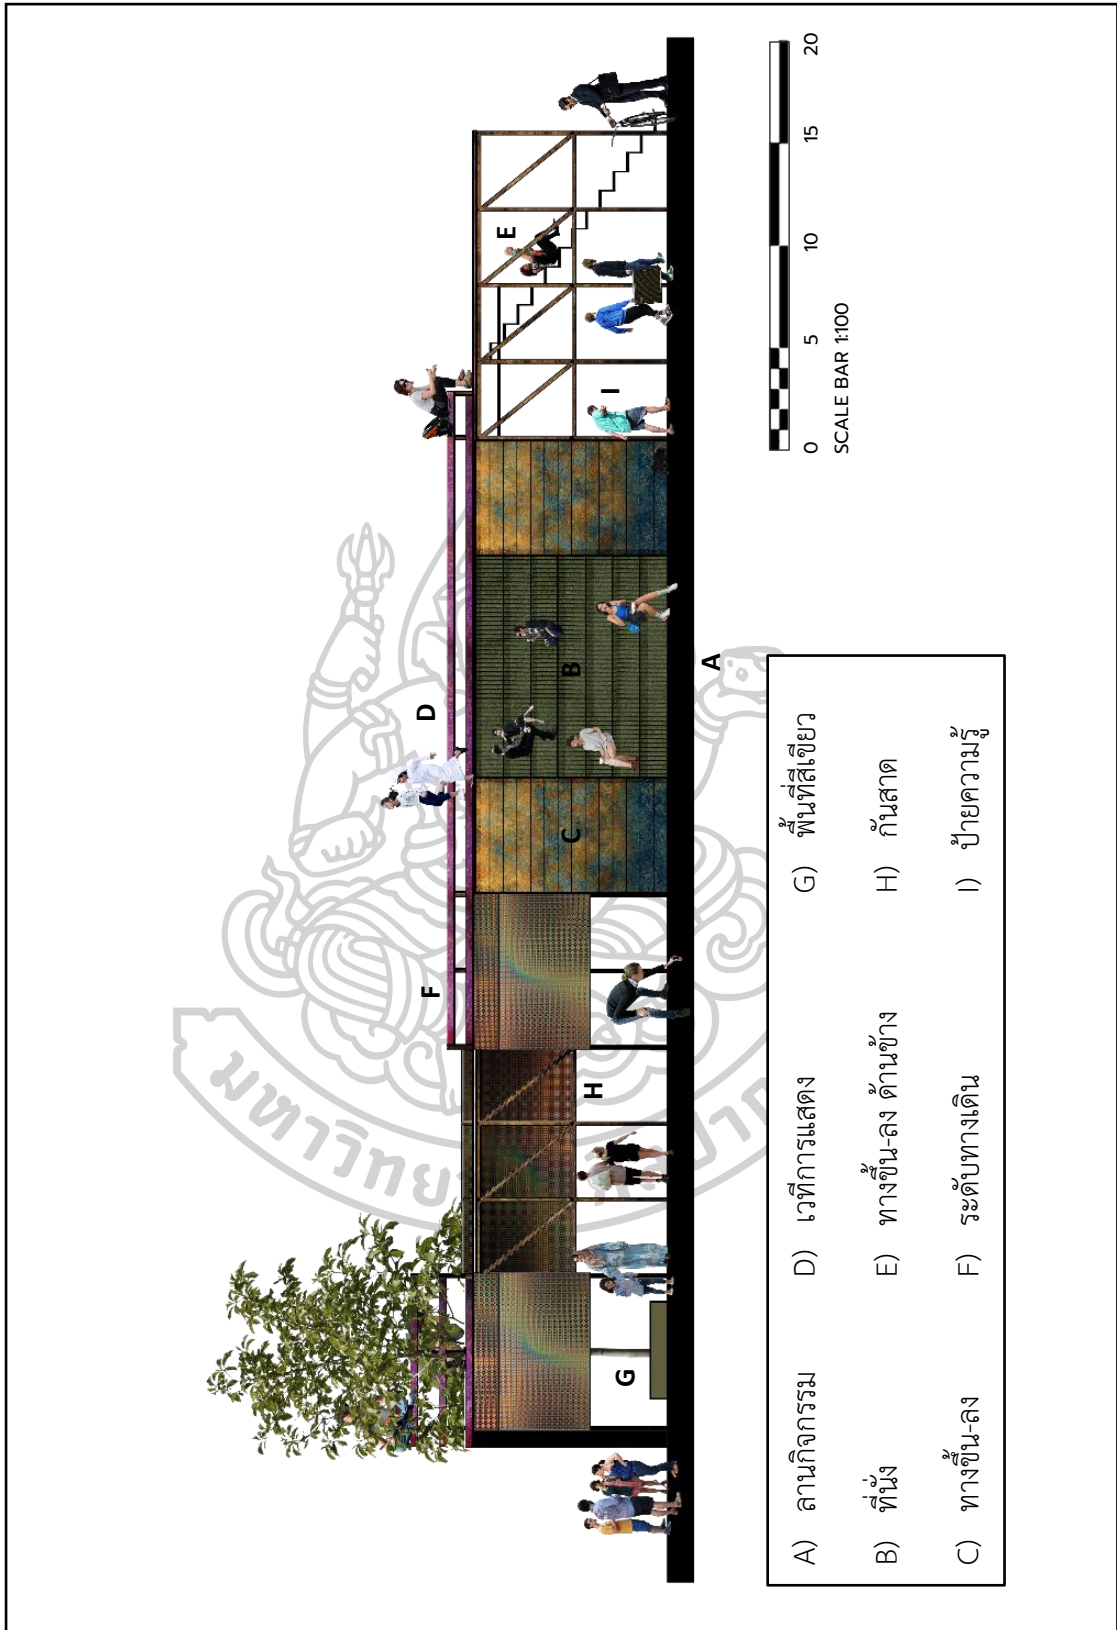 F
D
E
H
C
B
I
G
A
A) ลานกิจกรรม
B) ที่นั่ง
C) ทางขึ้น-ลง
D) เวทีการแสดง
E) ทางขึ้น-ลง ด้านข้าง
F) ระดับทางเดิน
G) พื้นที่สีเขียว
H) กันสาด
I) ป้ายความรู้
0 5 10 15 20
SCALE BAR 1:100